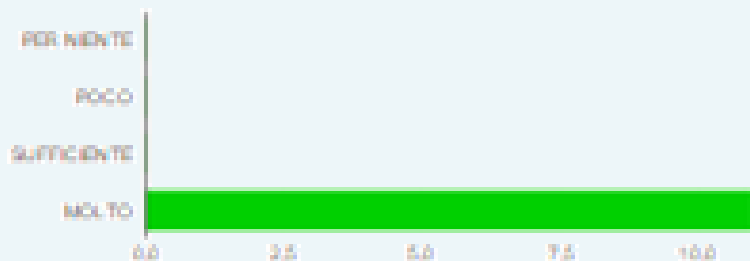 PER NIENTE
POCO
SUFFICIENTE
MOLTO
0,0 2,5 5,0 7,5 10,0